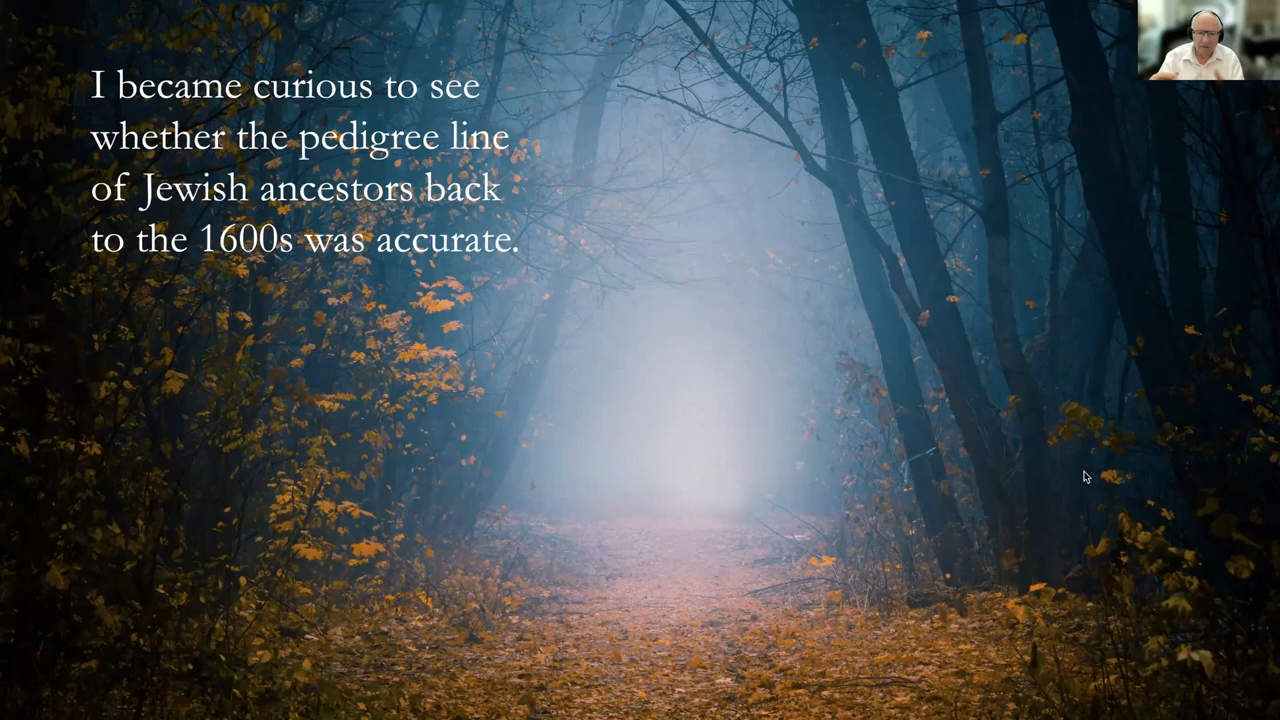 I became curious to see
whether the pedigree line
of Jewish ancestors back
to the 1600s was accurate.